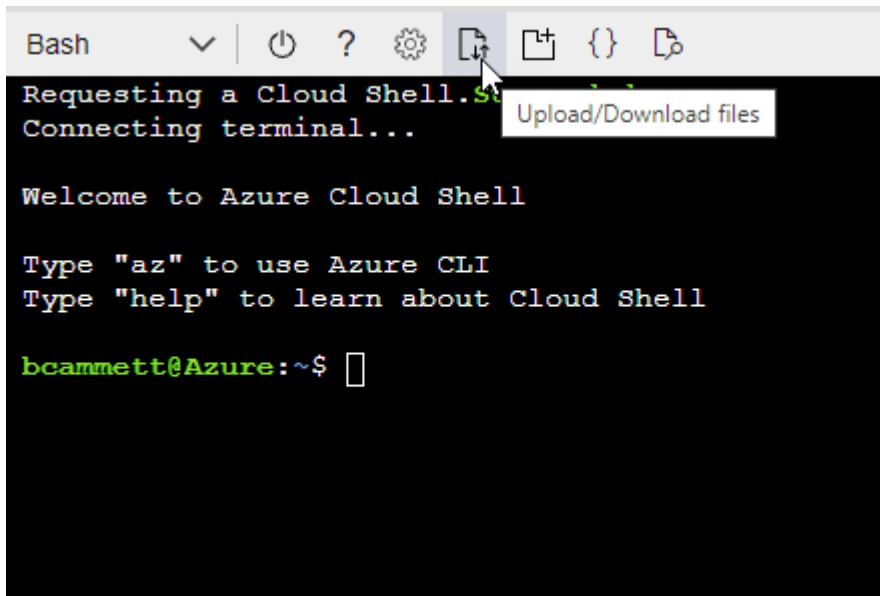 Bash ?  {}
Requesting a Cloud Shell.
Upload/Download files
Connecting terminal...
Welcome to Azure Cloud Shell
Type "az" to use Azure CLI
Type "help" to learn about Cloud Shell
bcammett@Azure:~$